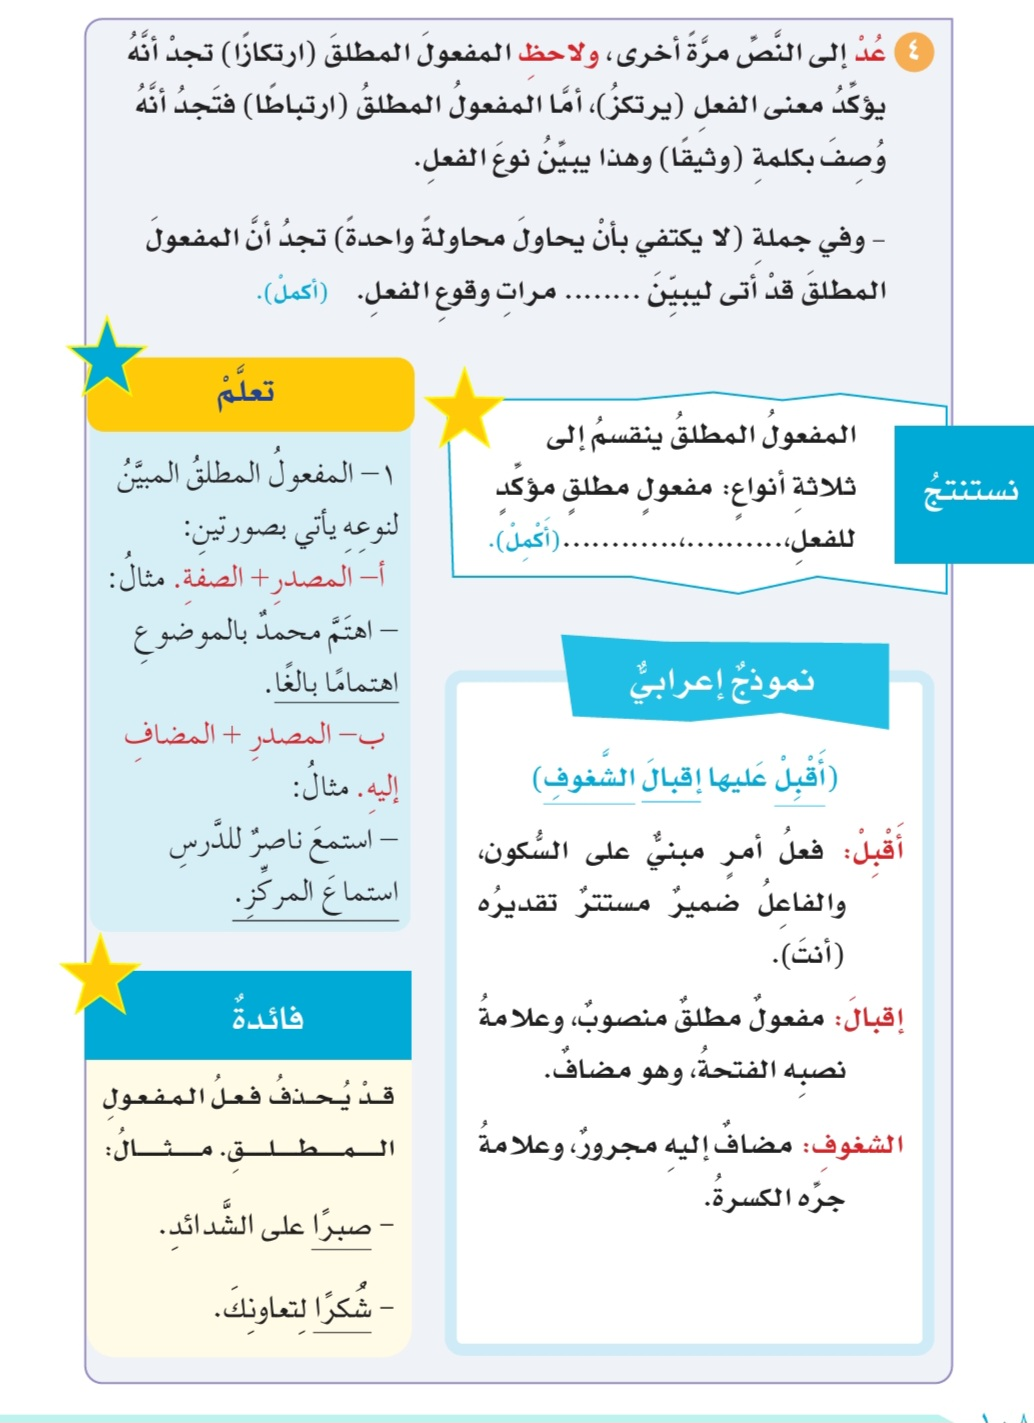 ٤ عُدْ إلى النَّصِّ مرَّةً أخرى، ولاحظِ المفعولَ المطلقَ (ارتكازًا) تجدْ أنَّهُ
يؤكِّدُ معنى الفعلِ (يرتكزُ)، أمَّا المفعولُ المطلقُ (ارتباطًا) فتَجدُ أنَّهُ
وُصِفَ بكلمةِ (وثيقًا) وهذا يبيِّنُ نوعَ الفعلِ.
- وفي جملةِ (لا يكتفي بأنْ يحاولَ محاولةً واحدةً) تجدُ أنَّ المفعولَ
المطلقَ قدْ أتى ليبيّنَ ........ مراتِ وقوعِ الفعلِ. (أكملْ).
نستنتجُ
المفعولُ المطلقُ ينقسمُ إلى
ثلاثةِ أنواعٍ: مفعولٍ مطلقٍ مؤكِّدٍ
للفعلِ،..........،............(أَكْمِلْ).
نموذجٌ إعرابيٌّ
(أَقْبِلْ عَليها إقبالَ الشَّغوفِ)
أَقْبِلْ: فعلُ أمرٍ مبنيٌّ على السُّكون،
والفاعلُ ضميرٌ مستترٌ تقديرُه
(أنتَ).
إقبالَ: مفعولٌ مطلقٌ منصوبٌ، وعلامةُ
نصبِه الفتحةُ، وهو مضافٌ.
الشغوفِ: مضافٌ إليهِ مجرورٌ، وعلامةُ
جرِّه الكسرةُ.
تعلَّمْ
١- المفعولُ المطلقُ المبيَّنُ
لنوعِهِ يأتي بصورتينِ:
أ- المصدرِ + الصفةِ. مثالُ:
- اهتَمَّ محمدٌ بالموضوعِ
اهتمامًا بالغًا.
ب- المصدرِ + المضافِ
إليهِ. مثالُ:
- استمعَ ناصرٌ للدَّرسِ
استماعَ المركِّزِ.
فائدةٌ
قدْ يُحذفُ فعلُ المفعولِ
المطلقِ. مثالُ:
- صبرًا على الشَّدائدِ.
- شُكرًا لِتعاونِكَ.